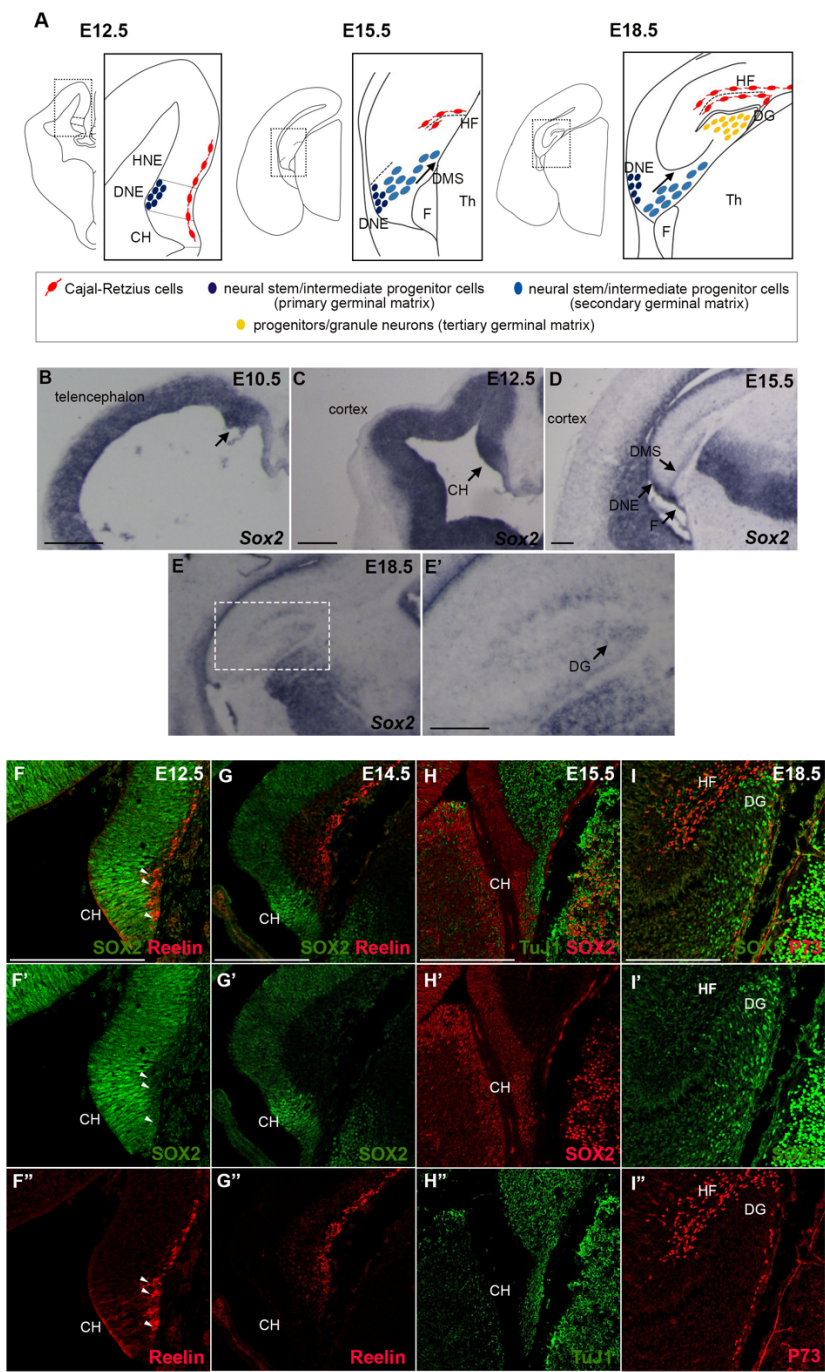 A
E12.5 E15.5 E18.5
HNE
DNE
CH
HF
DMS
DNE
F
Th
HF
DG
DNE
F
Th
Cajal-Retzius cells
neural stem/intermediate progenitor cells
(primary germinal matrix)
neural stem/intermediate progenitor cells
(secondary germinal matrix)
progenitors/granule neurons (tertiary germinal matrix)
B E10.5
telencephalon
Sox2
C E12.5
cortex
CH
Sox2
D E15.5
cortex
DMS
DNE
F
Sox2
E E18.5
Sox2
E'
DG
F E12.5
CH
SOX2 Reelin
G E14.5
CH
SOX2 Reelin
H E15.5
CH
TuJ1 SOX2
I E18.5
HF
DG
SOX2 P73
F'
CH
SOX2
G'
CH
SOX2
H'
CH
SOX2
I'
HF
DG
F"
CH
Reelin
G"
CH
Reelin
H"
CH
TuJ1
I"
HF
DG
P73